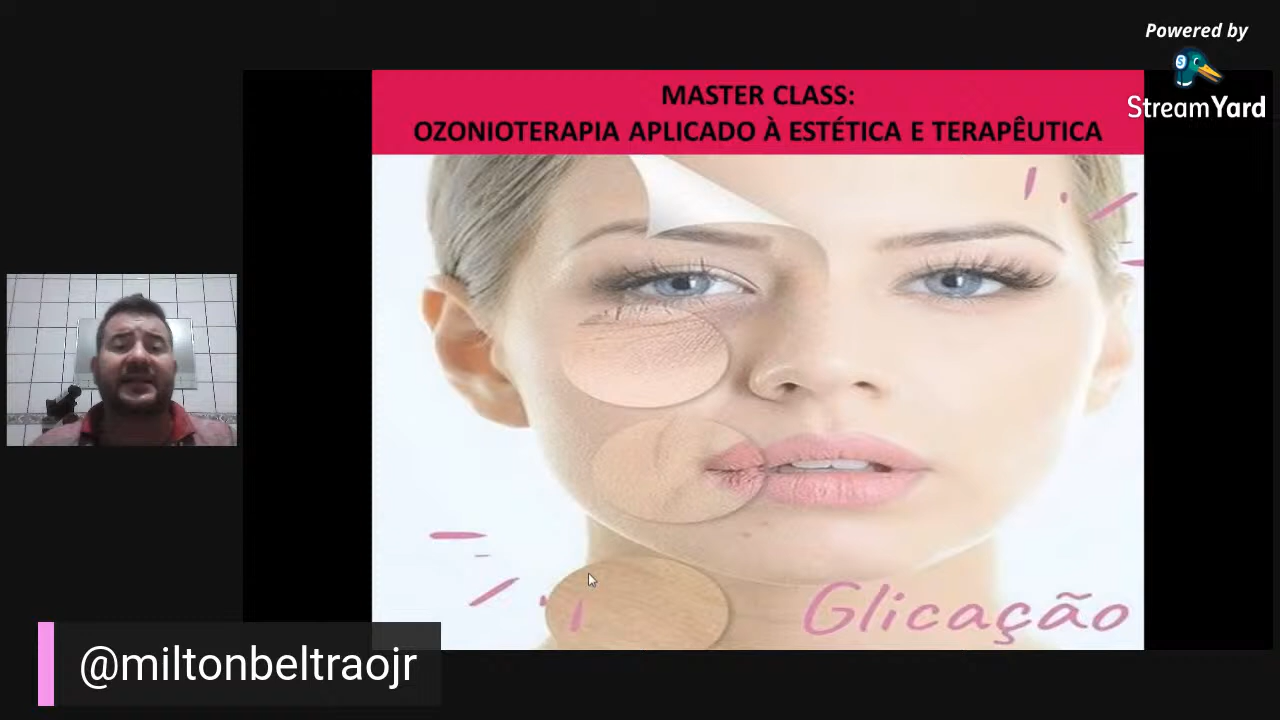 Powered by
StreamYard
MASTER CLASS:
OZONIOTERAPIA APLICADO À ESTÉTICA E TERAPÊUTICA
Glicação
@miltonbeltraojr